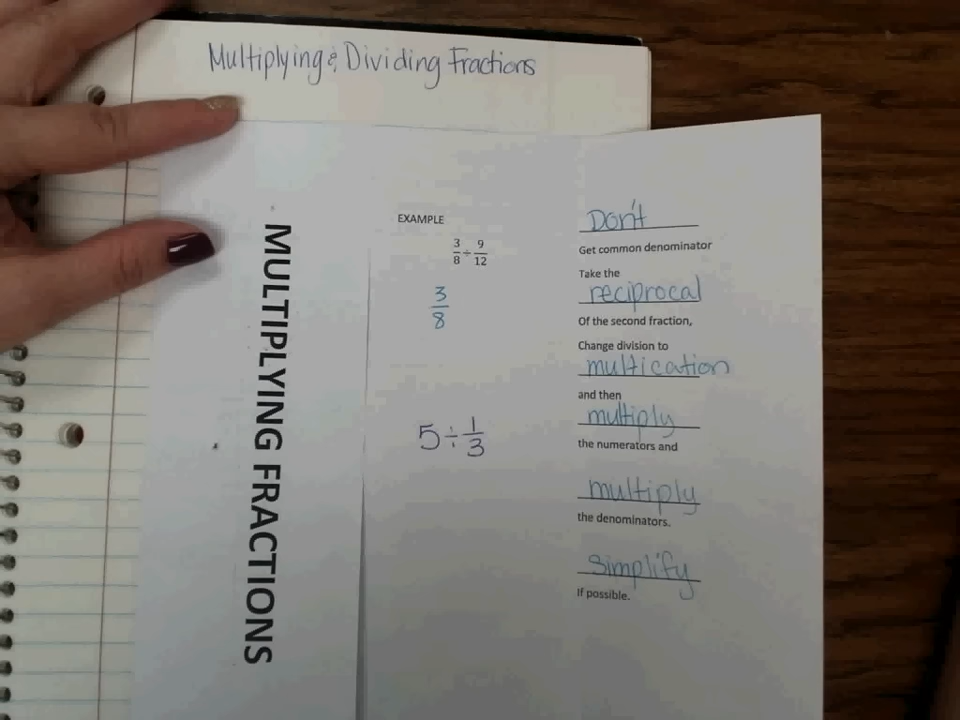 Multiplying & Dividing Fractions
MULTIPLYING FRACTIONS
EXAMPLE
3/8 ÷ 9/12
3/8
5 ÷ 1/3
Don't
Get common denominator
Take the
reciprocal
Of the second fraction,
Change division to
multication
and then
multiply
the numerators and
multiply
the denominators.
simplify
If possible.